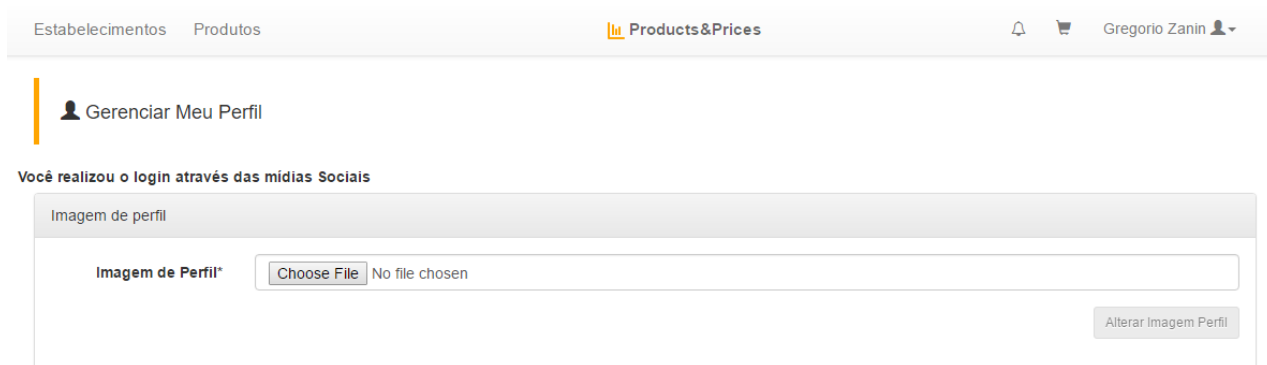 Estabelecimentos Produtos Products&Prices Gregorio Zanin
Gerenciar Meu Perfil
Você realizou o login através das mídias Sociais
Imagem de perfil
Imagem de Perfil* Choose File No file chosen
Alterar Imagem Perfil